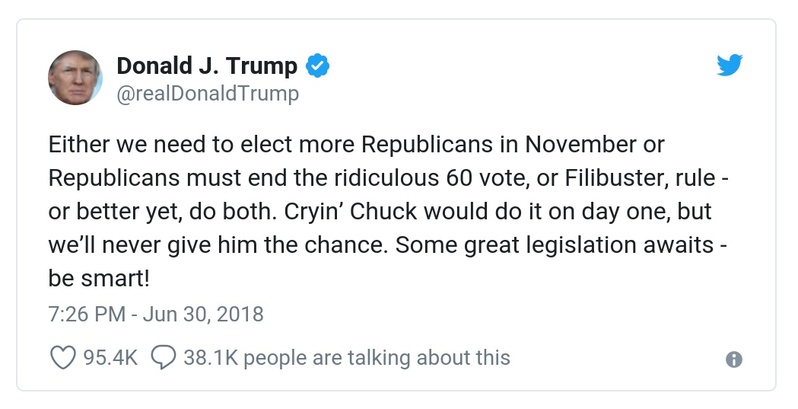 Donald J. Trump
@realDonaldTrump
Either we need to elect more Republicans in November or
Republicans must end the ridiculous 60 vote, or Filibuster, rule -
or better yet, do both. Cryin’ Chuck would do it on day one, but
we’ll never give him the chance. Some great legislation awaits -
be smart!
7:26 PM - Jun 30, 2018
95.4K 38.1K people are talking about this